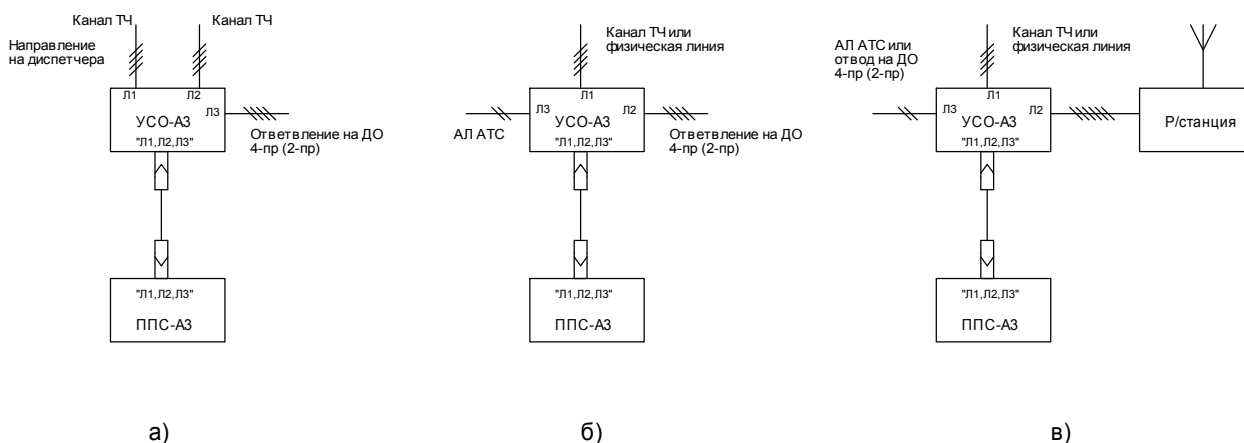 Канал ТЧ
Канал ТЧ
Направление
на диспетчера
Л1
Л2
Л3
УСО-А3
"Л1,Л2,Л3"
Ответвление на ДО
4-пр (2-пр)
"Л1,Л2,Л3"
ППС-А3
а)
Канал ТЧ или
физическая линия
Л1
Л3
Л2
УСО-А3
"Л1,Л2,Л3"
АЛ АТС
Ответвление на ДО
4-пр (2-пр)
"Л1,Л2,Л3"
ППС-А3
б)
АЛ АТС или
отвод на ДО
4-пр (2-пр)
Канал ТЧ или
физическая линия
Л1
Л3
Л2
УСО-А3
"Л1,Л2,Л3"
Р/станция
"Л1,Л2,Л3"
ППС-А3
в)